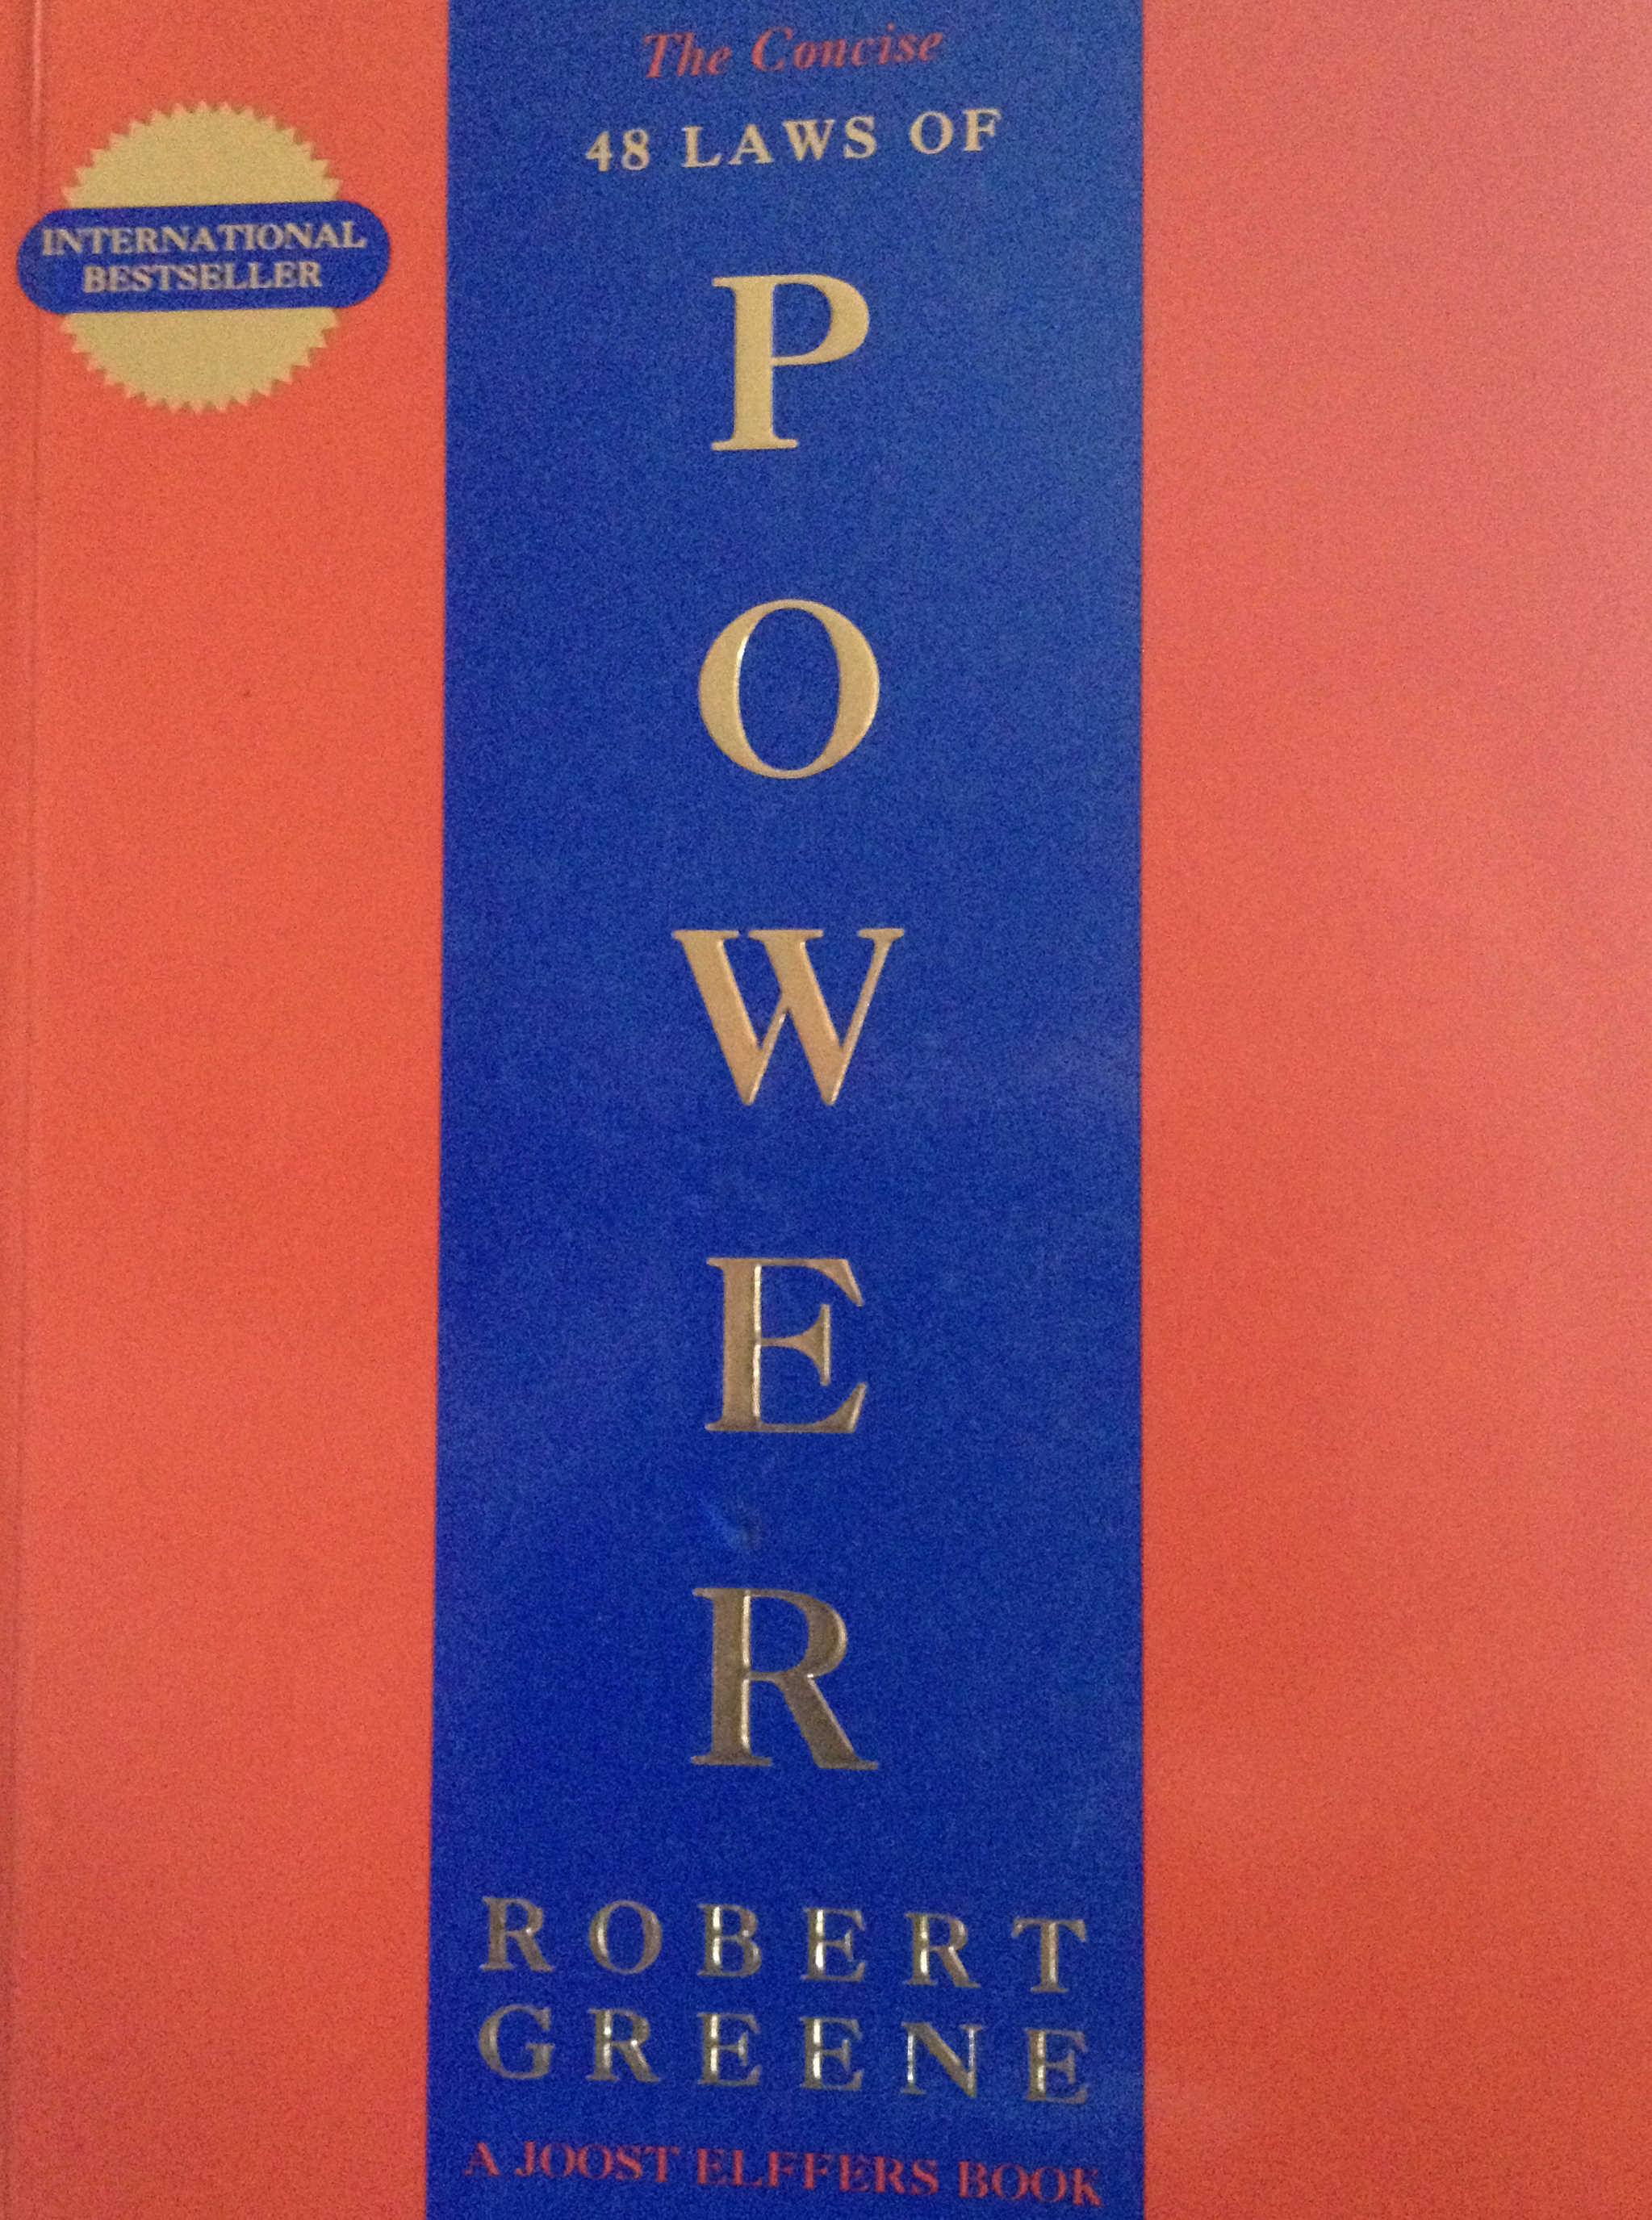 The Concise
48 LAWS OF
INTERNATIONAL
BESTSELLER
P
O
W
E
R
ROBERT
GREENE
A JOOST ELFFERS BOOK